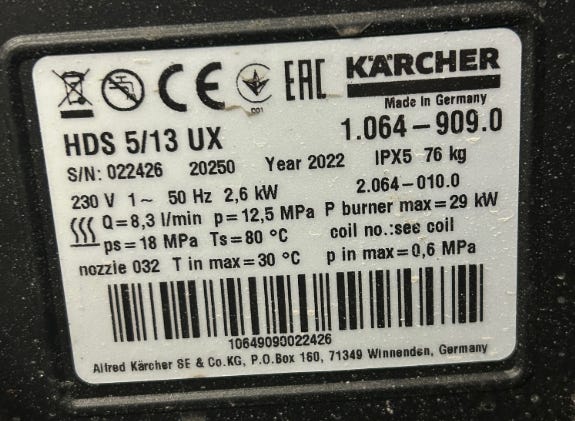 CE EAC KÄRCHER
001
Made in Germany
HDS 5/13 UX 1.064-909.0
S/N: 022426 20250 Year 2022 IPX5 76 kg
230 V 1~ 50 Hz 2,6 kW 2.064-010.0
Q=8,3 l/min p=12,5 MPa P burner max=29 kW
ps=18 MPa Ts=80 °C coil no.:see coil
nozzle 032 T in max=30 °C p in max=0,6 MPa
10649090022426
Alfred Kärcher SE & Co.KG, P.O.Box 160, 71349 Winnenden, Germany